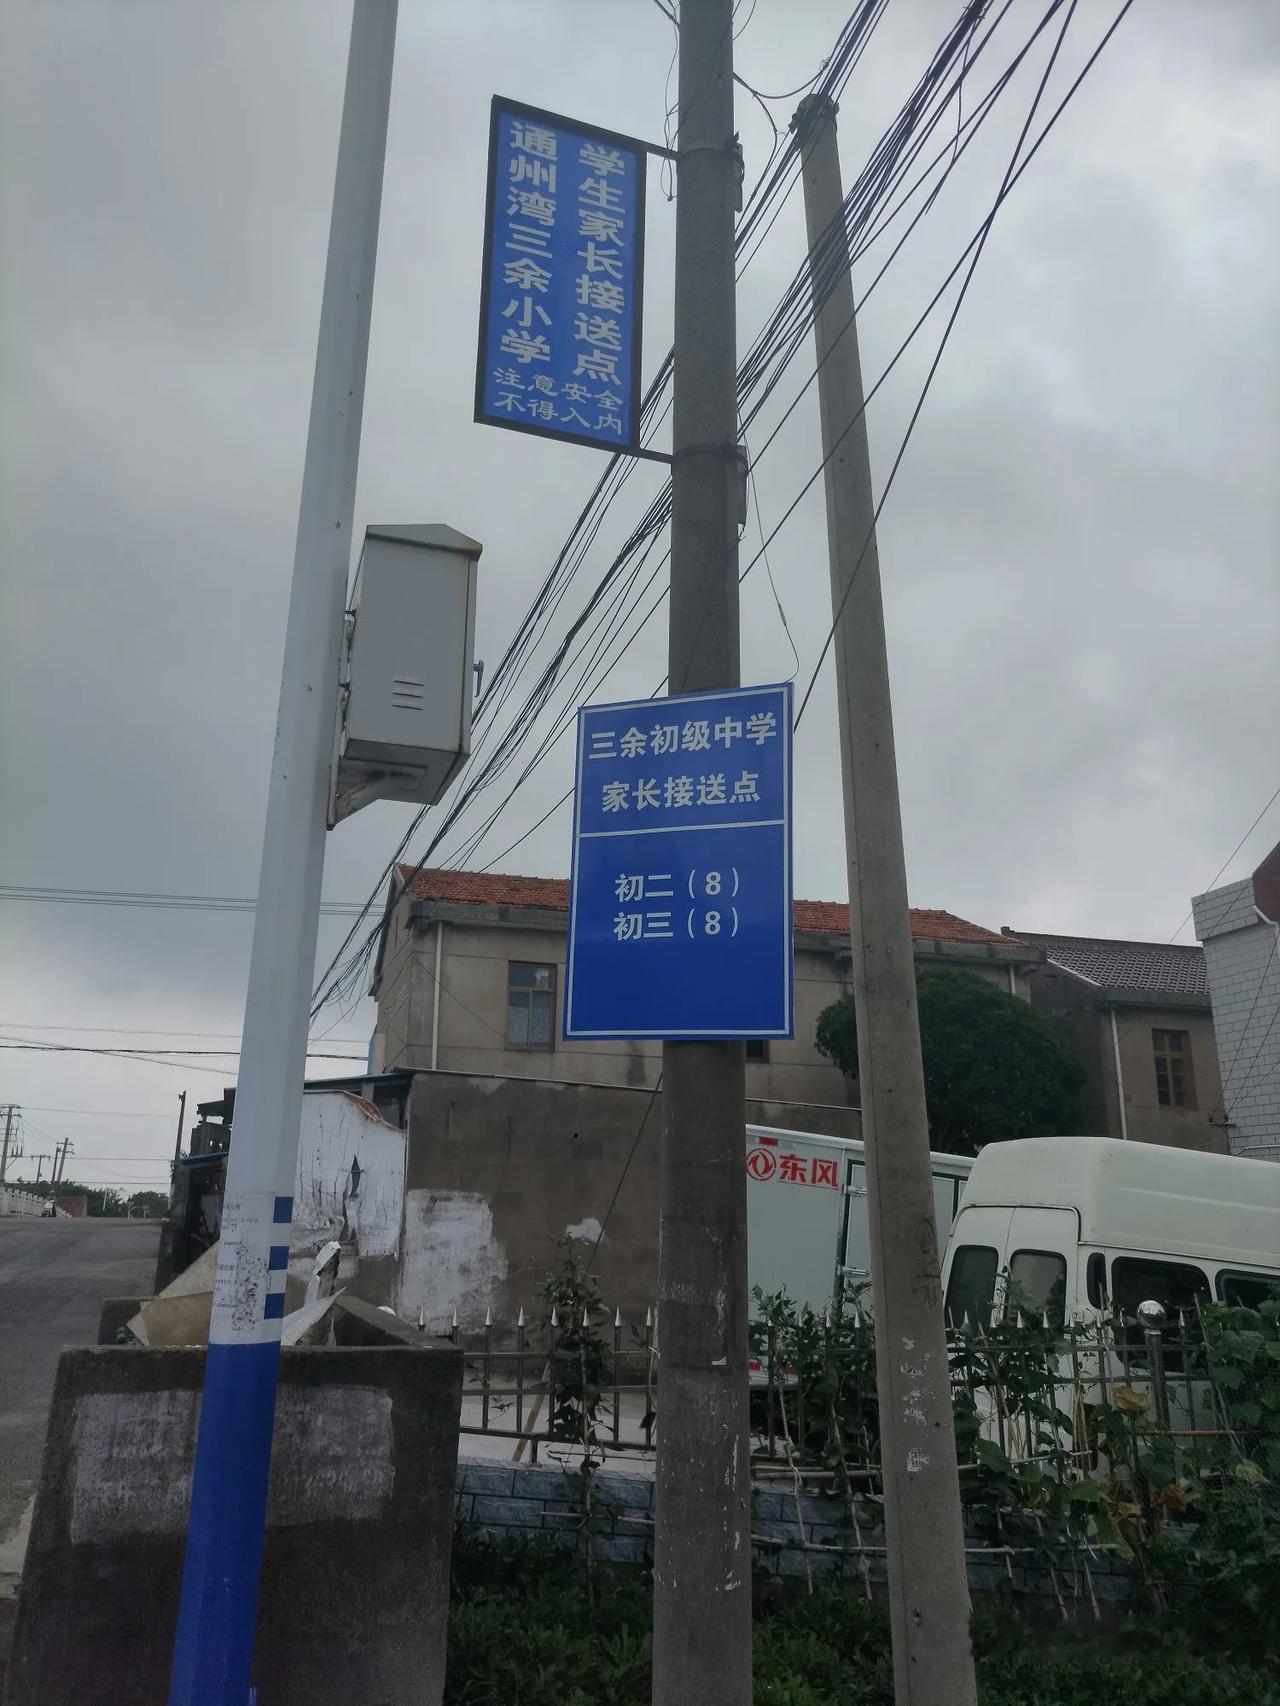 通州湾三余小学
学生家长接送点
注意安全
不得入内
三余初级中学
家长接送点
初二（8）
初三（8）
东风